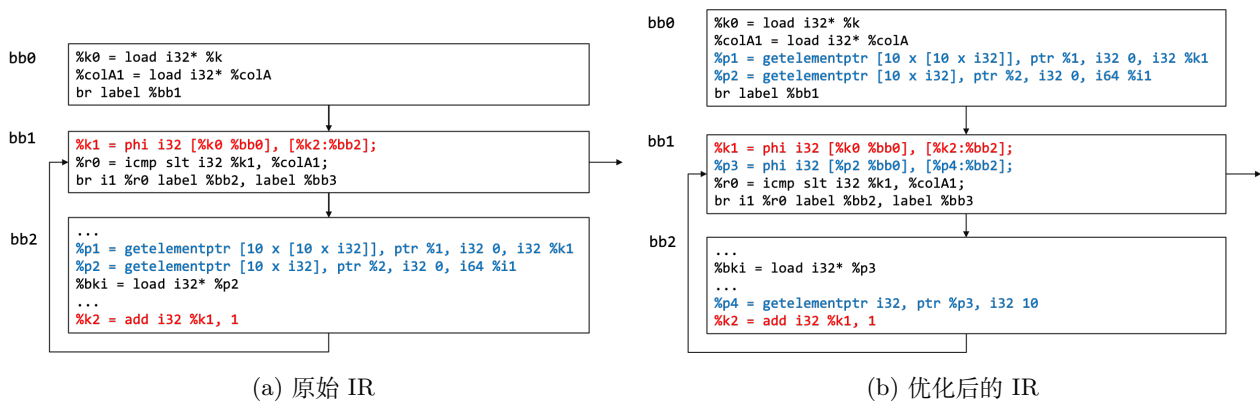 bb0
%k0 = load i32* %k
%colA1 = load i32* %colA
br label %bb1
bb1
%k1 = phi i32 [%k0 %bb0], [%k2:%bb2];
%r0 = icmp slt i32 %k1, %colA1;
br i1 %r0 label %bb2, label %bb3
bb2
...
%p1 = getelementptr [10 x [10 x i32]], ptr %1, i32 0, i32 %k1
%p2 = getelementptr [10 x i32], ptr %2, i32 0, i64 %i1
%bki = load i32* %p2
...
%k2 = add i32 %k1, 1
(a) 原始 IR
bb0
%k0 = load i32* %k
%colA1 = load i32* %colA
%p1 = getelementptr [10 x [10 x i32]], ptr %1, i32 0, i32 %k1
%p2 = getelementptr [10 x i32], ptr %2, i32 0, i64 %i1
br label %bb1
bb1
%k1 = phi i32 [%k0 %bb0], [%k2:%bb2];
%p3 = phi i32 [%p2 %bb0], [%p4:%bb2];
%r0 = icmp slt i32 %k1, %colA1;
br i1 %r0 label %bb2, label %bb3
bb2
...
%bki = load i32* %p3
...
%p4 = getelementptr i32, ptr %p3, i32 10
%k2 = add i32 %k1, 1
(b) 优化后的 IR